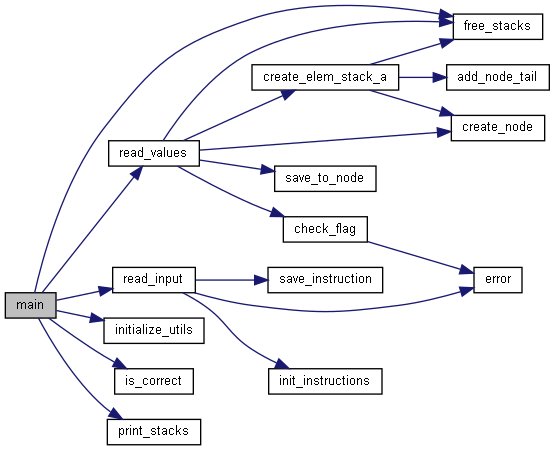 free_stacks
create_elem_stack_a
add_node_tail
create_node
read_values
save_to_node
check_flag
read_input
save_instruction
error
main
initialize_utils
is_correct
init_instructions
print_stacks